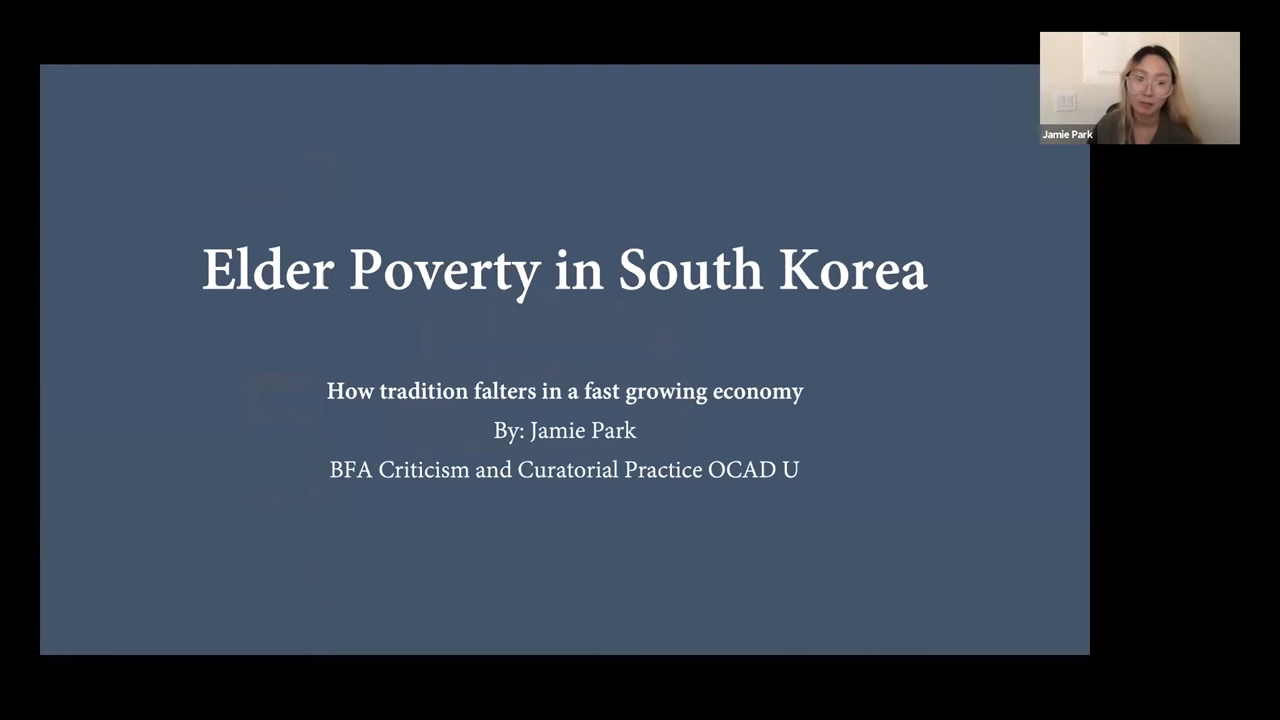 Elder Poverty in South Korea
How tradition falters in a fast growing economy
By: Jamie Park
BFA Criticism and Curatorial Practice OCAD U
Jamie Park